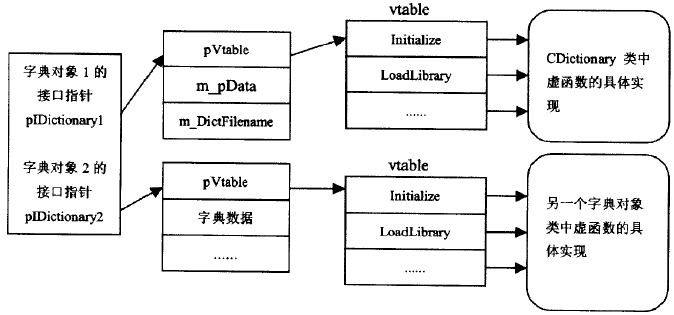 字典对象 1 的
接口指针
pIDictionary1
字典对象 2 的
接口指针
pIDictionary2
pVtable
m_pData
m_DictFilename
vtable
Initialize
LoadLibrary
......
CDictionary 类中
虚函数的具体实
现
pVtable
字典数据
......
vtable
Initialize
LoadLibrary
......
另一个字典对象
类中虚函数的具
体实现